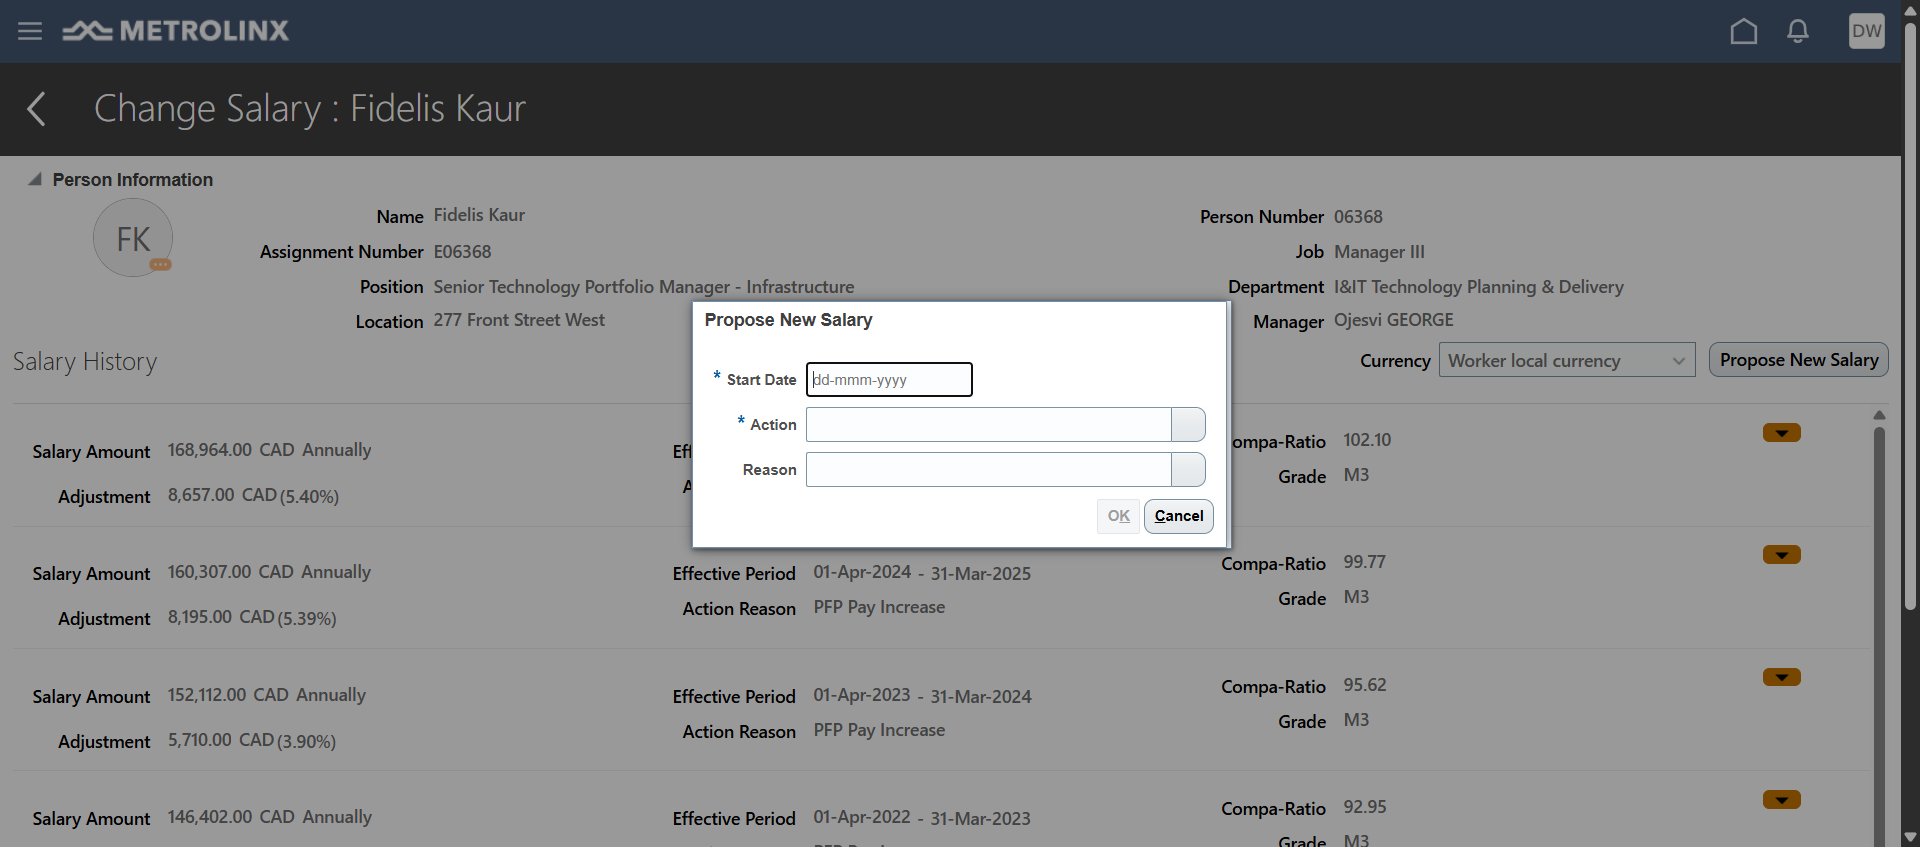 METROLINX
DW
Change Salary : Fidelis Kaur
Person Information
FK
Name Fidelis Kaur
Person Number 06368
Assignment Number E06368
Job Manager III
Position Senior Technology Portfolio Manager - Infrastructure
Department I&IT Technology Planning & Delivery
Location 277 Front Street West
Manager Ojesvi GEORGE
Salary History
Currency Worker local currency
Propose New Salary
Propose New Salary
* Start Date dd-mmm-yyyy
* Action
Reason
OK Cancel
Salary Amount 168,964.00 CAD Annually
Compa-Ratio 102.10
Adjustment 8,657.00 CAD (5.40%)
Grade M3
Salary Amount 160,307.00 CAD Annually
Effective Period 01-Apr-2024 - 31-Mar-2025
Compa-Ratio 99.77
Adjustment 8,195.00 CAD (5.39%)
Action Reason PFP Pay Increase
Grade M3
Salary Amount 152,112.00 CAD Annually
Effective Period 01-Apr-2023 - 31-Mar-2024
Compa-Ratio 95.62
Adjustment 5,710.00 CAD (3.90%)
Action Reason PFP Pay Increase
Grade M3
Salary Amount 146,402.00 CAD Annually
Effective Period 01-Apr-2022 - 31-Mar-2023
Compa-Ratio 92.95
Grade M3